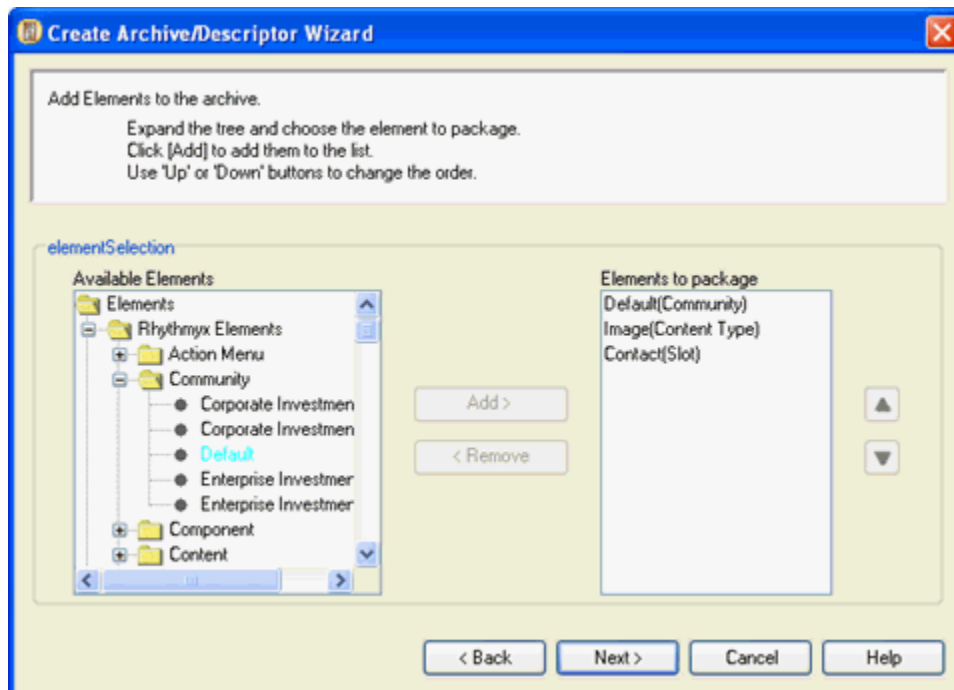 Create Archive/Descriptor Wizard
Add Elements to the archive.
Expand the tree and choose the element to package.
Click [Add] to add them to the list.
Use 'Up' or 'Down' buttons to change the order.
elementSelection
Available Elements
Elements
Rhythmyx Elements
Action Menu
Community
Corporate Investmen
Corporate Investmen
Default
Enterprise Investmer
Enterprise Investmer
Component
Content
Add >
< Remove
Elements to package
Default(Community)
Image(Content Type)
Contact(Slot)
< Back
Next >
Cancel
Help